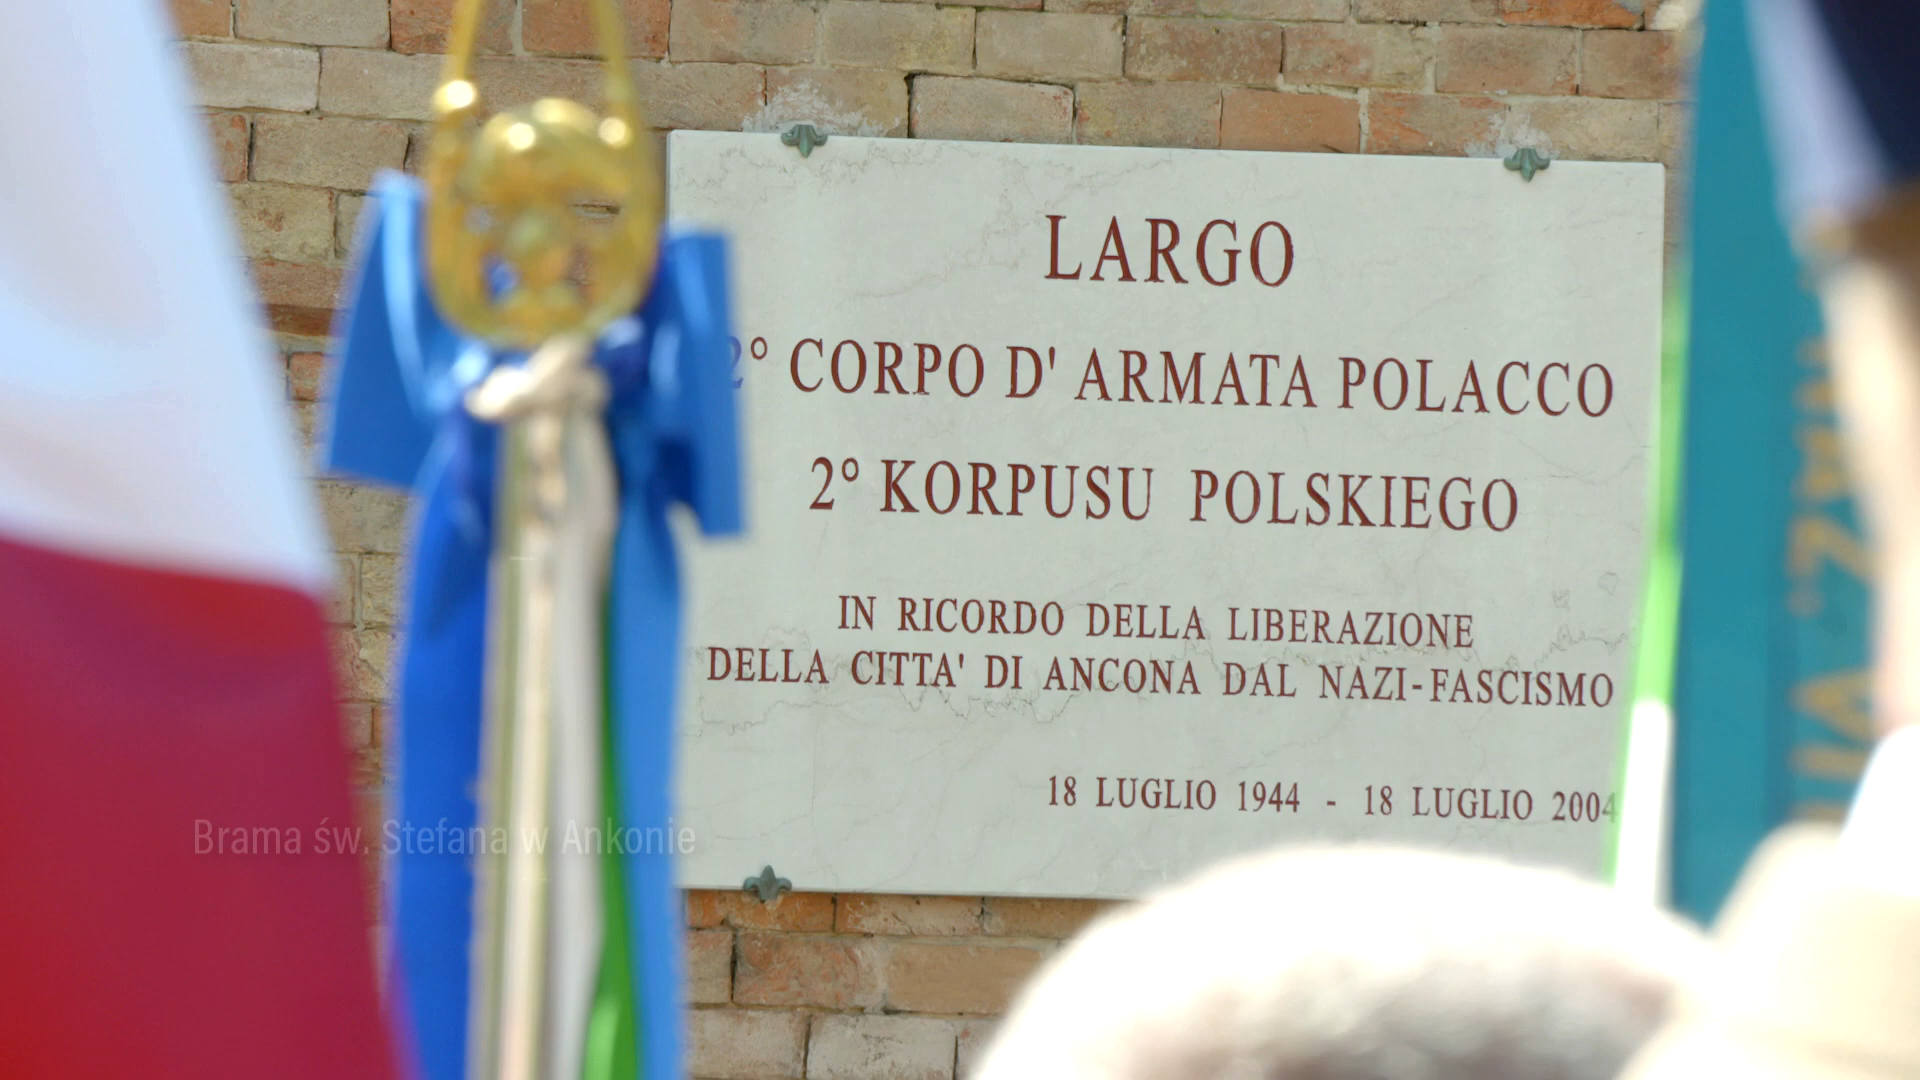 LARGO
2° CORPO D' ARMATA POLACCO
2° KORPUSU POLSKIEGO
IN RICORDO DELLA LIBERAZIONE
DELLA CITTA' DI ANCONA DAL NAZI-FASCISMO
18 LUGLIO 1944 - 18 LUGLIO 2004
Brama św. Stefana w Ankonie